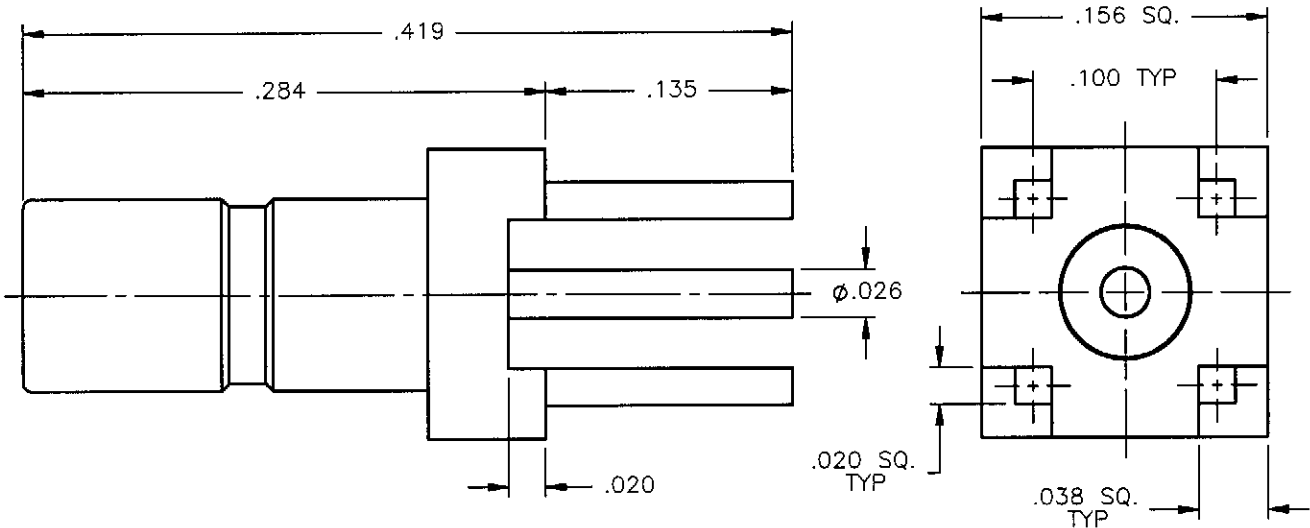 .419
.156 SQ.
.284
.135
.100 TYP
ϕ.026
.020 SQ.
TYP
.020
.038 SQ.
TYP